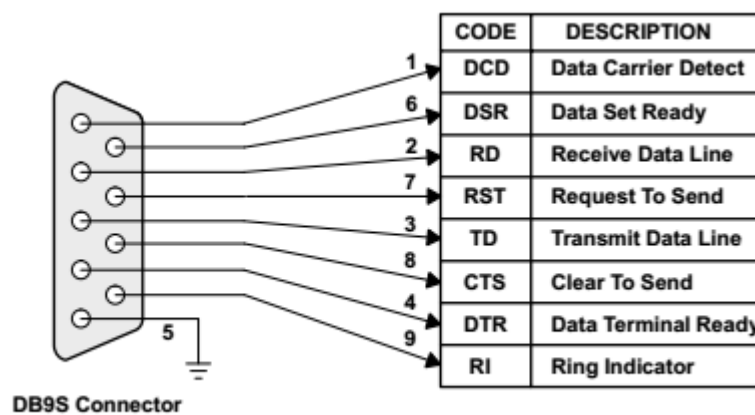 CODE DESCRIPTION
1 DCD Data Carrier Detect
6 DSR Data Set Ready
2 RD Receive Data Line
7 RST Request To Send
3 TD Transmit Data Line
8 CTS Clear To Send
4 DTR Data Terminal Ready
9 RI Ring Indicator
5
DB9S Connector